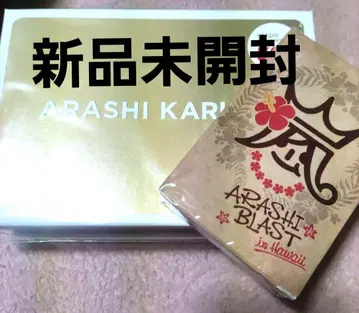 新品未開封
ARASHI KARU
嵐
ARASHI
BLAST
in Hawaii